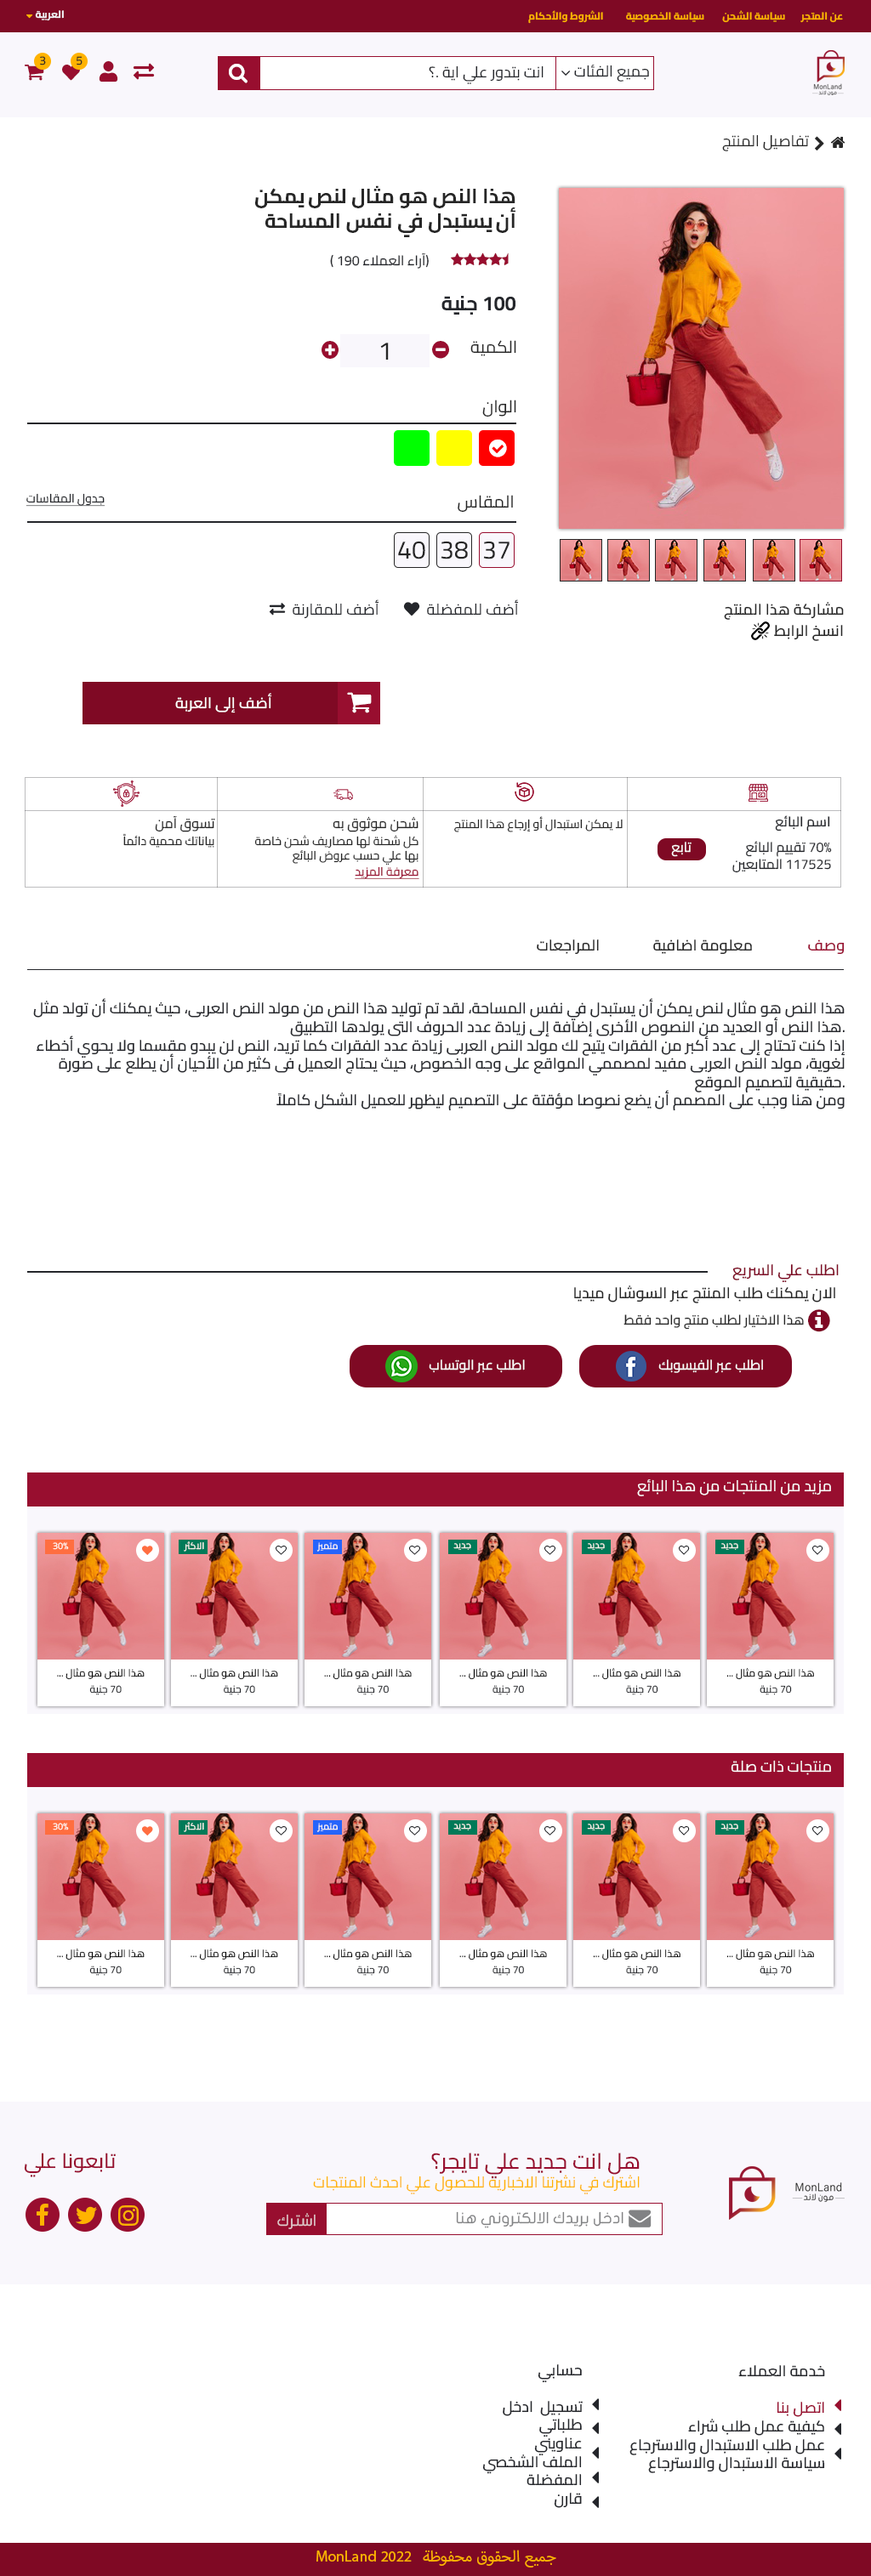 عن المتجر
سياسة الشحن
سياسة الخصوصية
الشروط والأحكام
العربية
MonLand
مون لاند
جميع الفئات
انت بتدور علي اية .؟
5
3
تفاصيل المنتج
هذا النص هو مثال لنص يمكن
أن يستبدل في نفس المساحة
(آراء العملاء 190 )
100 جنية
الكمية
1
الوان
المقاس
جدول المقاسات
37
38
40
أضف للمفضلة
أضف للمقارنة
مشاركة هذا المنتج
انسخ الرابط
أضف إلى العربة
اسم البائع
70% تقييم البائع
117525 المتابعين
تابع
لا يمكن استبدال أو إرجاع هذا المنتج
شحن موثوق به
كل شحنة لها مصاريف شحن خاصة
بها علي حسب عروض البائع
معرفة المزيد
تسوق آمن
بياناتك محمية دائماً
وصف
معلومة اضافية
المراجعات
هذا النص هو مثال لنص يمكن أن يستبدل في نفس المساحة، لقد تم توليد هذا النص من مولد النص العربى، حيث يمكنك أن تولد مثل
.هذا النص أو العديد من النصوص الأخرى إضافة إلى زيادة عدد الحروف التى يولدها التطبيق
إذا كنت تحتاج إلى عدد أكبر من الفقرات يتيح لك مولد النص العربى زيادة عدد الفقرات كما تريد، النص لن يبدو مقسما ولا يحوي أخطاء
لغوية، مولد النص العربى مفيد لمصممي المواقع على وجه الخصوص، حيث يحتاج العميل فى كثير من الأحيان أن يطلع على صورة
.حقيقية لتصميم الموقع
ومن هنا وجب على المصمم أن يضع نصوصا مؤقتة على التصميم ليظهر للعميل الشكل كاملاً
اطلب علي السريع
الان يمكنك طلب المنتج عبر السوشال ميديا
هذا الاختيار لطلب منتج واحد فقط
اطلب عبر الفيسوبك
اطلب عبر الوتساب
مزيد من المنتجات من هذا البائع
جديد
جديد
جديد
متميز
الاكثر
30%
هذا النص هو مثال ...
هذا النص هو مثال ...
هذا النص هو مثال ...
هذا النص هو مثال ...
هذا النص هو مثال ...
هذا النص هو مثال ...
70 جنية
70 جنية
70 جنية
70 جنية
70 جنية
70 جنية
منتجات ذات صلة
جديد
جديد
جديد
متميز
الاكثر
30%
هذا النص هو مثال ...
هذا النص هو مثال ...
هذا النص هو مثال ...
هذا النص هو مثال ...
هذا النص هو مثال ...
هذا النص هو مثال ...
70 جنية
70 جنية
70 جنية
70 جنية
70 جنية
70 جنية
MonLand
مون لاند
هل انت جديد علي تايجر؟
اشترك في نشرتنا الاخبارية للحصول علي احدث المنتجات
ادخل بريدك الالكتروني هنا
اشترك
تابعونا علي
خدمة العملاء
اتصل بنا
كيفية عمل طلب شراء
عمل طلب الاستبدال والاسترجاع
سياسة الاستبدال والاسترجاع
حسابي
تسجيل ادخل
طلباتي
عناويني
الملف الشخصي
المفضلة
قارن
جميع الحقوق محفوظة MonLand 2022